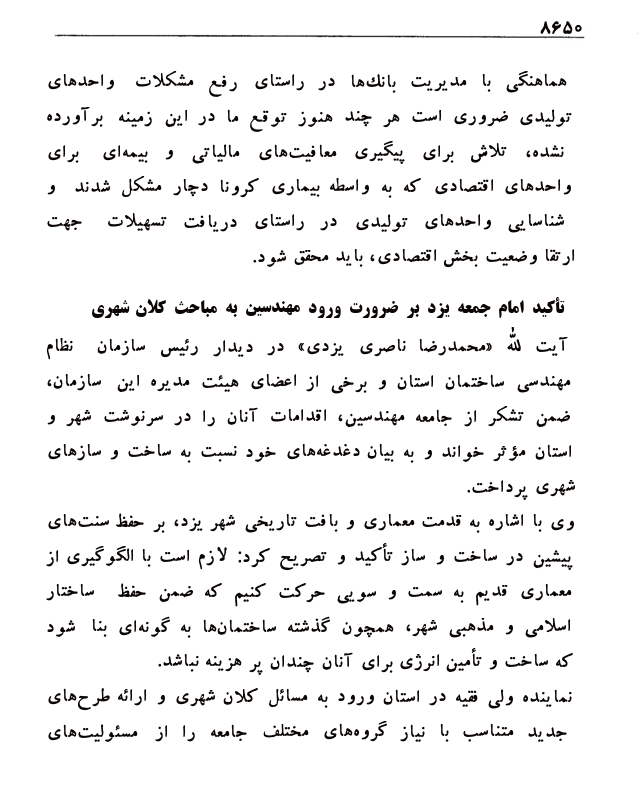 ۸۶۵۰
هماهنگی با مدیریت بانك‌ها در راستای رفع مشکلات واحدهای
تولیدی ضروری است هر چند هنوز توقع ما در این زمینه برآورده
نشده، تلاش برای پیگیری معافیت‌های مالیاتی و بیمه‌ای برای
واحدهای اقتصادی که به واسطه بیماری کرونا دچار مشکل شدند و
شناسایی واحدهای تولیدی در راستای دریافت تسهیلات جهت
ارتقا وضعیت بخش اقتصادی، باید محقق شود.
تأکید امام جمعه یزد بر ضرورت ورود مهندسین به مباحث کلان شهری
آیت الله «محمدرضا ناصری یزدی» در دیدار رئیس سازمان نظام
مهندسی ساختمان استان و برخی از اعضای هیئت مدیره این سازمان،
ضمن تشکر از جامعه مهندسین، اقدامات آنان را در سرنوشت شهر و
استان مؤثر خواند و به بیان دغدغه‌های خود نسبت به ساخت و سازهای
شهری پرداخت.
وی با اشاره به قدمت معماری و بافت تاریخی شهر یزد، بر حفظ سنت‌های
پیشین در ساخت و ساز تأکید و تصریح کرد: لازم است با الگوگیری از
معماری قدیم به سمت و سویی حرکت کنیم که ضمن حفظ ساختار
اسلامی و مذهبی شهر، همچون گذشته ساختمان‌ها به گونه‌ای بنا شود
که ساخت و تأمین انرژی برای آنان چندان پر هزینه نباشد.
نماینده ولی فقیه در استان ورود به مسائل کلان شهری و ارائه طرح‌های
جدید متناسب با نیاز گروه‌های مختلف جامعه را از مسئولیت‌های